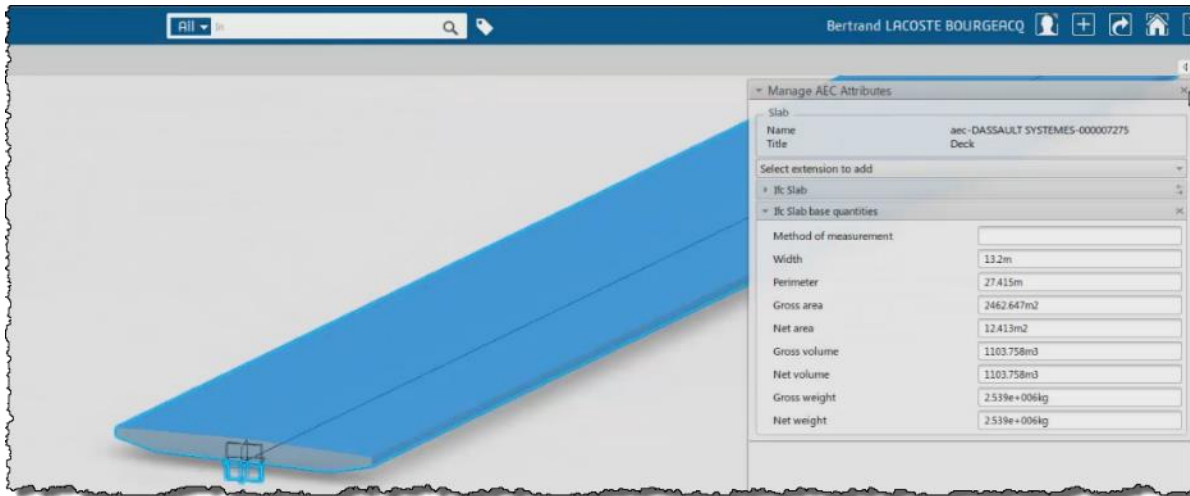 All
in
Bertrand LACOSTE BOURGEACQ
Manage AEC Attributes
Slab
Name aec-DASSAULT SYSTEMES-000007275
Title Deck
Select extension to add
Ifc Slab
Ifc Slab base quantities
Method of measurement
Width 13.2m
Perimeter 27.415m
Gross area 2462.647m2
Net area 12.413m2
Gross volume 1103.758m3
Net volume 1103.758m3
Gross weight 2.539e+006kg
Net weight 2.539e+006kg